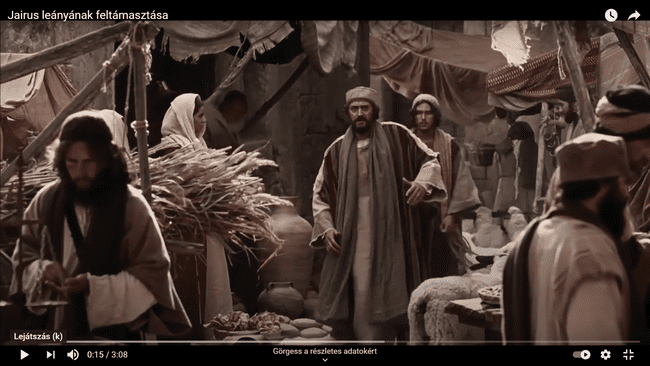 Jairus leányának feltámasztása
Lejátszás (k)
0:15 / 3:08
Görgess a részletes adatokért